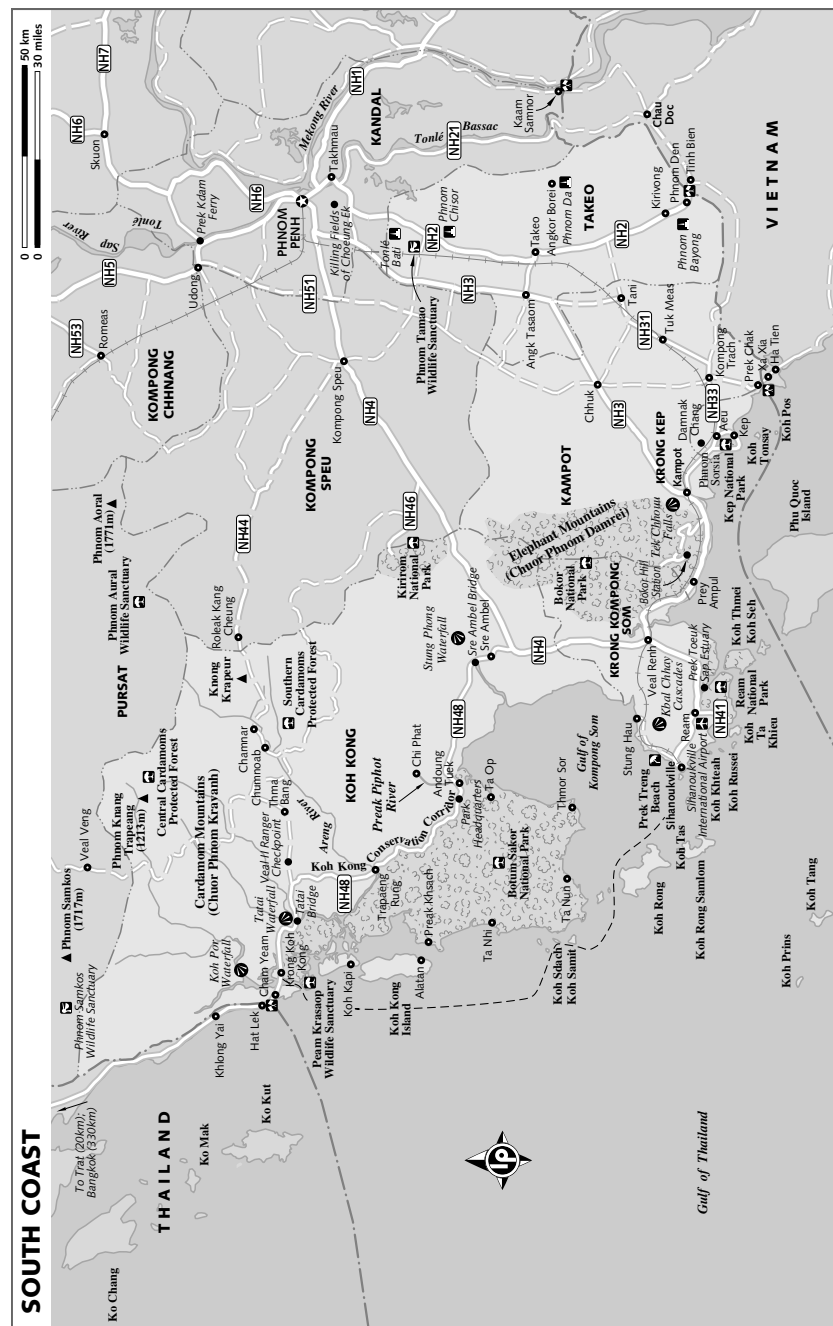 SOUTH COAST
0 50 km
0 30 miles
To Trat (20km);
Bangkok (330km)
THAILAND
Ko Chang
Ko Mak
Ko Kut
Khlong Yai
Hat Lek
Phnom Samkos
Wildlife Sanctuary
Phnom Samkos
(1717m)
Veal Veng
Koh Por
Waterfall
Cham Yeam
Krong Koh
Kong
Peam Krasaop
Wildlife Sanctuary
Koh Kapi
Koh Kong
Island
Alatan
Tatai
Waterfall
Tatai
Bridge
Cardamom Mountains
(Chuor Phnom Kravanh)
Phnom Knang
Trapeang
(1213m)
Central Cardamoms
Protected Forest
PURSAT
Phnom Aural
Wildlife Sanctuary
Phnom Aoral
(1771m)
Veal-II Ranger
Checkpoint
Thma
Bang
Chumnoab
Chamnar
Areng
River
Knong
Krapeur
Roleak Kang
Cheung
NH44
Southern
Cardamoms
Protected Forest
KOH KONG
Koh Kong
Conservation Corridor
NH48
Trapaeng
Rung
Preak Khsach
Preak Piphot
River
Chi Phat
Andoung
Tuek
Park
Headquarters
Ta Op
Ta Nhi
Botum Sakor
National Park
Ta Nun
Thmor Sor
Koh Sdach
Koh Samit
Gulf of
Kompong Som
NH48
Stung Phong
Waterfall
Sre Ambel Bridge
Sre Ambel
Kirirom
National
Park
NH46
KOMPONG
CHHNANG
NH53
Romeas
NH5
Sap
River
Tonlé
Udong
Prek Kdam
Ferry
Skuon
NH6
NH7
NH6
NH51
KOMPONG
SPEU
Kompong Speu
NH4
PHNOM
PENH
Takhmau
Killing Fields
of Choeung Ek
Mekong River
NH1
KANDAL
Tonlé
Bassac
NH21
Kaam
Samnor
Chau
Doc
Tonlé
Bati
NH2
Phnom
Chisor
Phnom Tamao
Wildlife Sanctuary
NH3
Angk Tasaom
Takeo
Angkor Borei
Phnom Da
TAKEO
Kirivong
Phnom Den
Tinh Bien
NH2
Phnom
Bayong
VIETNAM
Tani
NH31
Tuk Meas
Kompong
Trach
Prek Chak
Xa Xia
Ha Tien
NH33
Chhuk
NH3
KAMPOT
Elephant Mountains
(Chuor Phnom Damrei)
Bokor
National
Park
Bokor Hill
Station
Tek Chhouu
Falls
Prey
Ampul
KRONG KEP
Kampot
Damnak
Chang
Aeu
Phnom
Sorsia
Kep
Kep National
Park
Koh
Tonsay
Koh Pos
Phu Quoc
Island
KRONG KOMPONG
SOM
NH4
Veal Renh
Prek Toeuk
Sap Estuary
Stung Hau
Kbal Chhay
Cascades
Ream
NH41
Prek Treng
Beach
Sihanoukville
Sihanoukville
International Airport
Ream
National
Park
Koh Thmei
Koh Seh
Koh
Ta
Khieu
Koh Khteah
Koh Russei
Koh Tas
Koh Rong
Koh Rong Samlom
Koh Tang
Koh Prins
Gulf of Thailand
lp